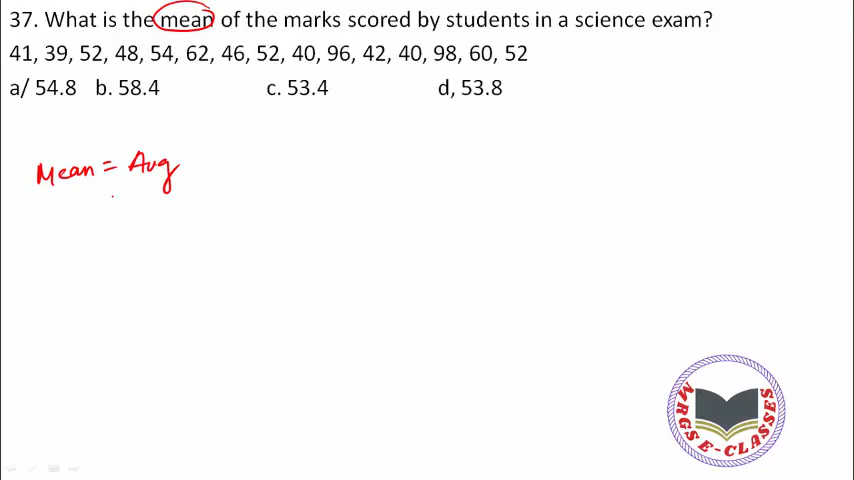 37. What is the mean of the marks scored by students in a science exam?
41, 39, 52, 48, 54, 62, 46, 52, 40, 96, 42, 40, 98, 60, 52
a/ 54.8 b. 58.4 c. 53.4 d, 53.8
Mean = Avg
MRGS E-CLASSES